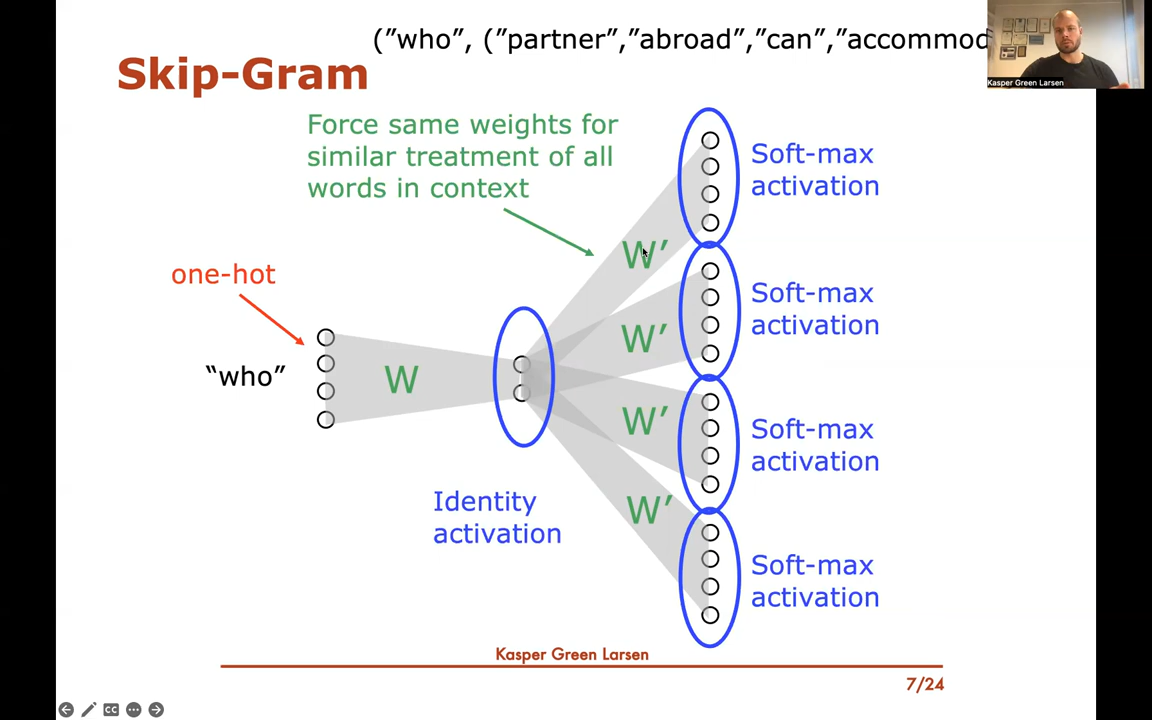 (”who”, (”partner”,”abroad”,”can”,”accommod
Kasper Green Larsen
Skip-Gram
Force same weights for
similar treatment of all
words in context
Soft-max
activation
W’
one-hot
Soft-max
activation
W’
“who”
W
W’
Soft-max
activation
Identity
activation
W’
Soft-max
activation
Kasper Green Larsen
7/24
CC